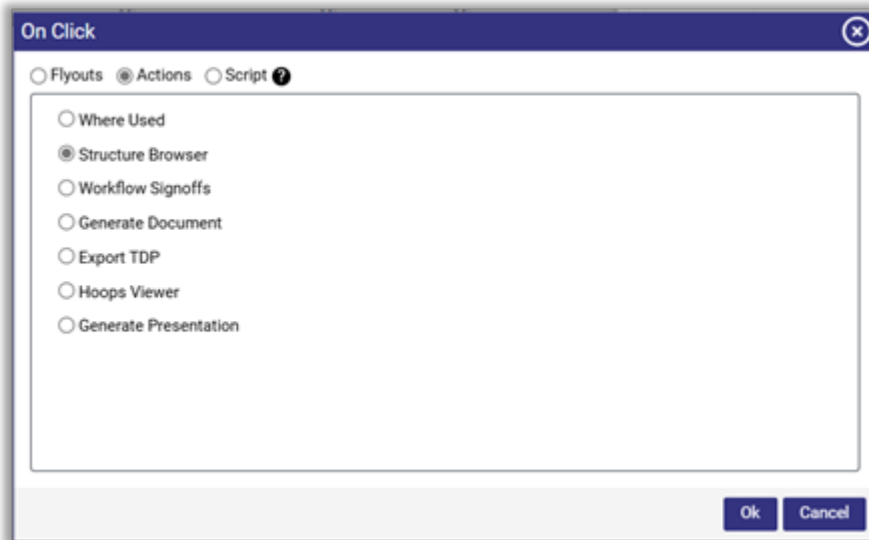 On Click
Flyouts Actions Script ?
Where Used
Structure Browser
Workflow Signoffs
Generate Document
Export TDP
Hoops Viewer
Generate Presentation
Ok Cancel